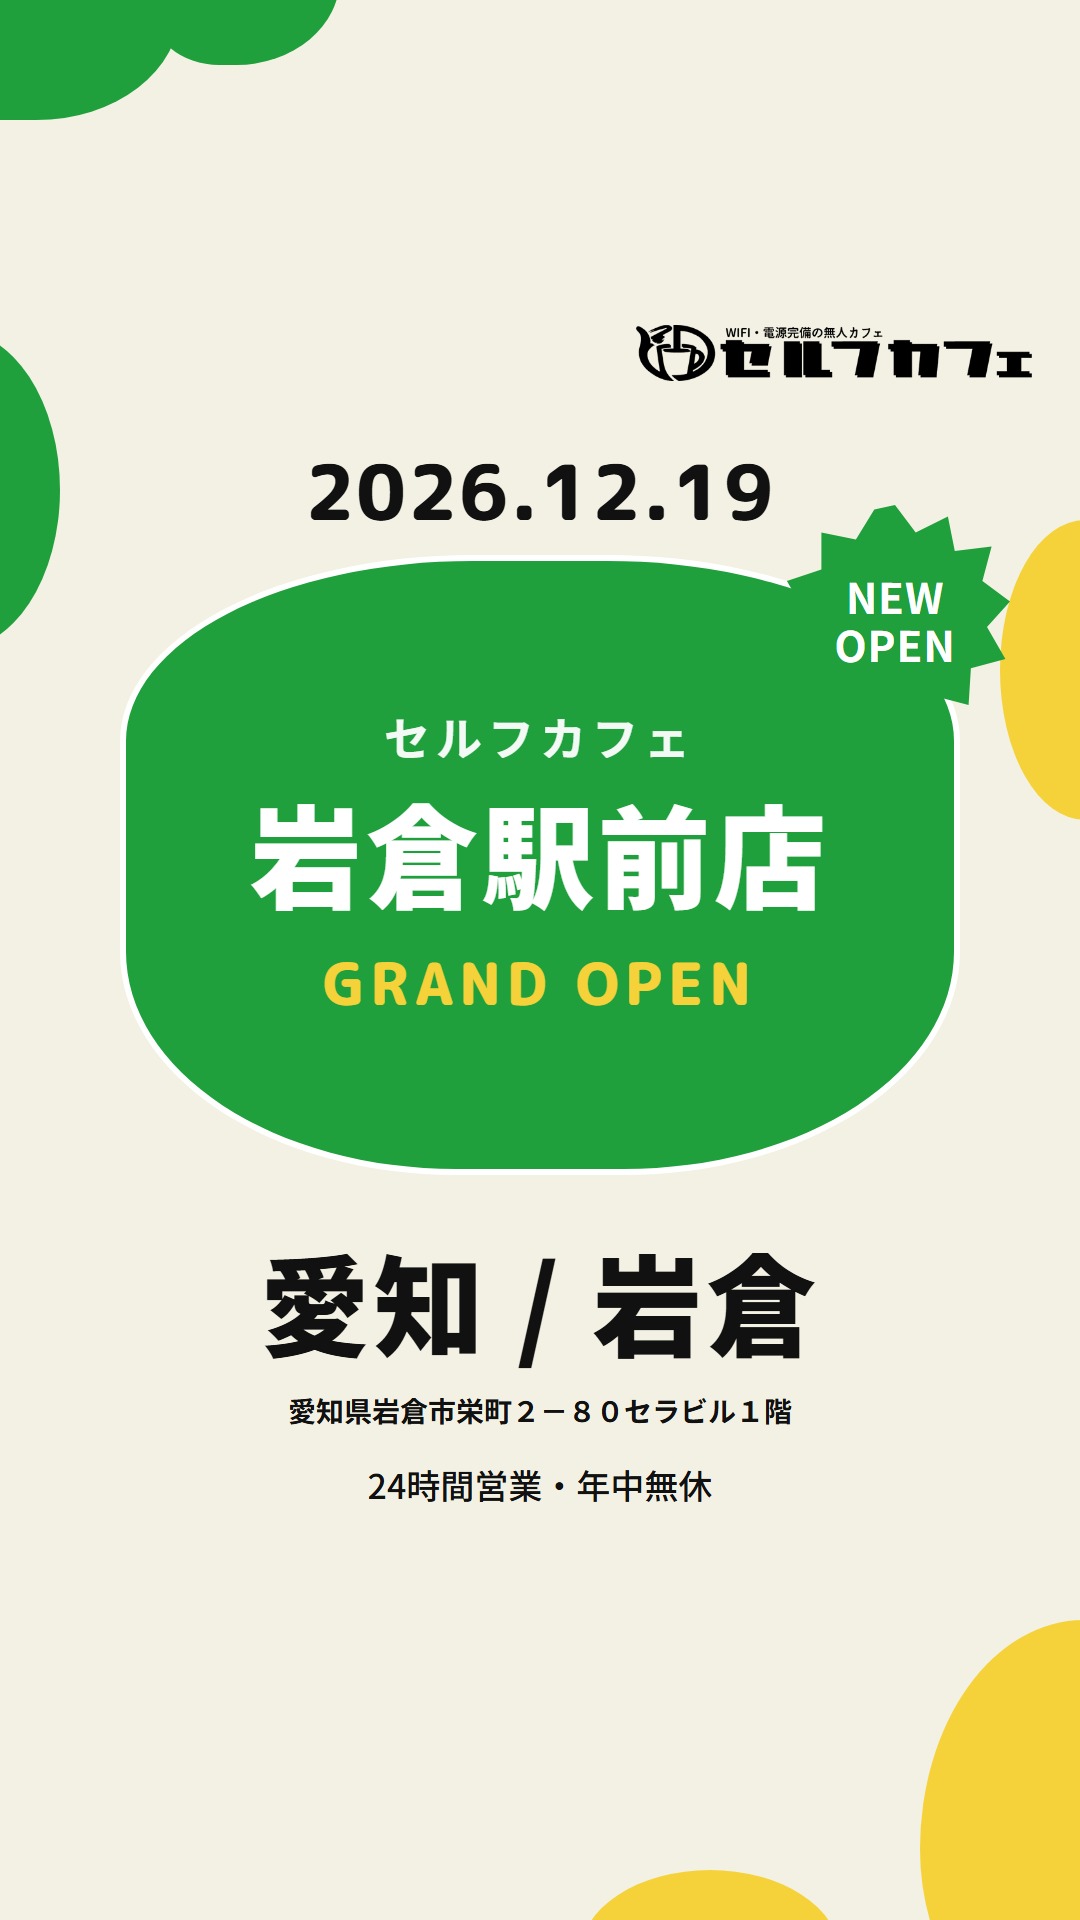 WIFI・電源完備の無人カフェ
セルフカフェ
2026.12.19
NEW
OPEN
セルフカフェ
岩倉駅前店
GRAND OPEN
愛知 / 岩倉
愛知県岩倉市栄町２－８０セラビル１階
24時間営業・年中無休